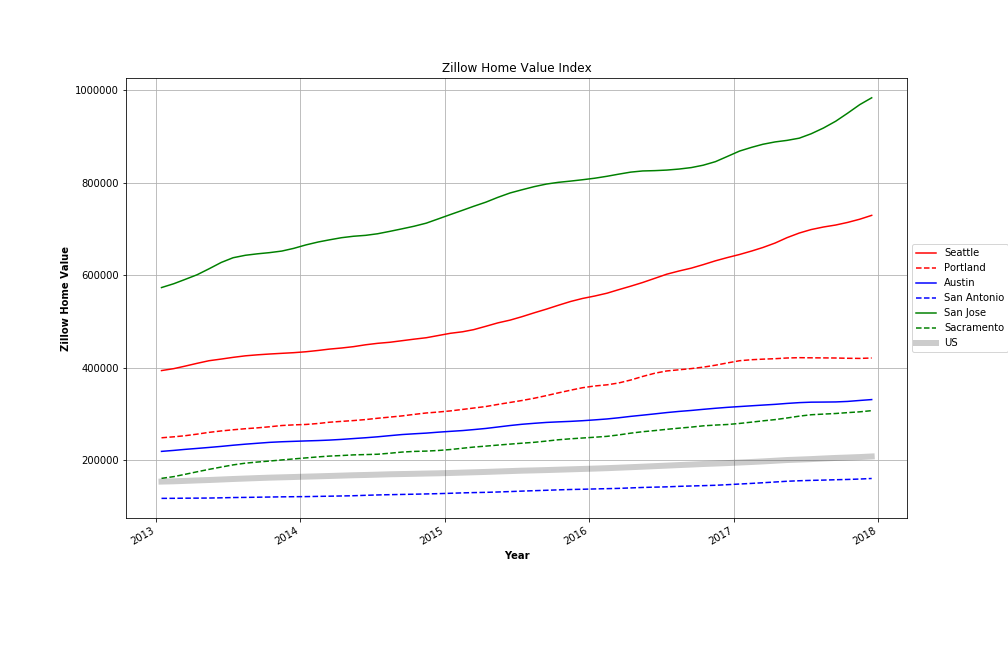 Zillow Home Value Index
1000000
800000
600000
400000
200000
Zillow Home Value
2013
2014
2015
2016
2017
2018
Year
Seattle
Portland
Austin
San Antonio
San Jose
Sacramento
US